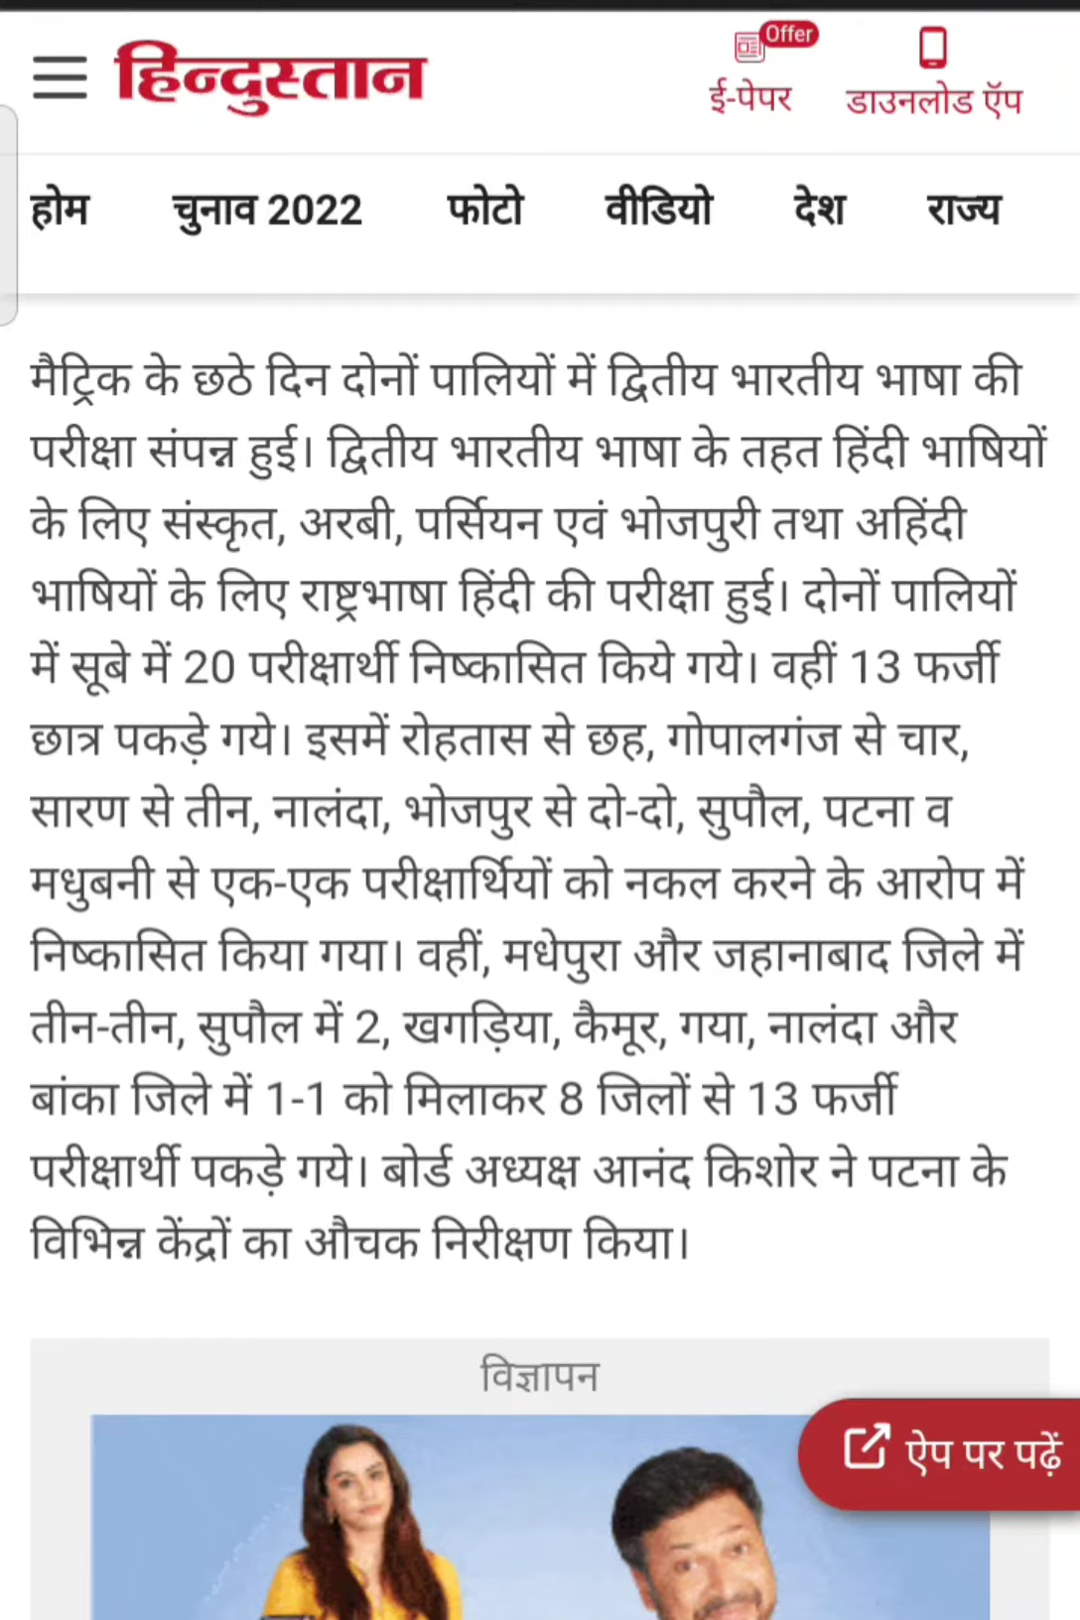 हिन्दुस्तान
Offer
ई-पेपर
डाउनलोड ऍप
होम चुनाव 2022 फोटो वीडियो देश राज्य
मैट्रिक के छठे दिन दोनों पालियों में द्वितीय भारतीय भाषा की
परीक्षा संपन्न हुई। द्वितीय भारतीय भाषा के तहत हिंदी भाषियों
के लिए संस्कृत, अरबी, पर्सियन एवं भोजपुरी तथा अहिंदी
भाषियों के लिए राष्ट्रभाषा हिंदी की परीक्षा हुई। दोनों पालियों
में सूबे में 20 परीक्षार्थी निष्कासित किये गये। वहीं 13 फर्जी
छात्र पकड़े गये। इसमें रोहतास से छह, गोपालगंज से चार,
सारण से तीन, नालंदा, भोजपुर से दो-दो, सुपौल, पटना व
मधुबनी से एक-एक परीक्षार्थियों को नकल करने के आरोप में
निष्कासित किया गया। वहीं, मधेपुरा और जहानाबाद जिले में
तीन-तीन, सुपौल में 2, खगड़िया, कैमूर, गया, नालंदा और
बांका जिले में 1-1 को मिलाकर 8 जिलों से 13 फर्जी
परीक्षार्थी पकड़े गये। बोर्ड अध्यक्ष आनंद किशोर ने पटना के
विभिन्न केंद्रों का औचक निरीक्षण किया।
विज्ञापन
ऐप पर पढ़ें